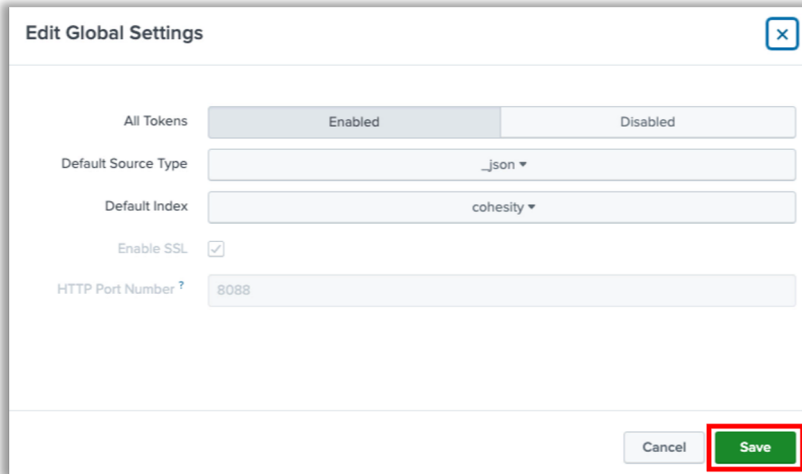 Edit Global Settings
All Tokens Enabled Disabled
Default Source Type _json
Default Index cohesity
Enable SSL
HTTP Port Number ? 8088
Cancel Save